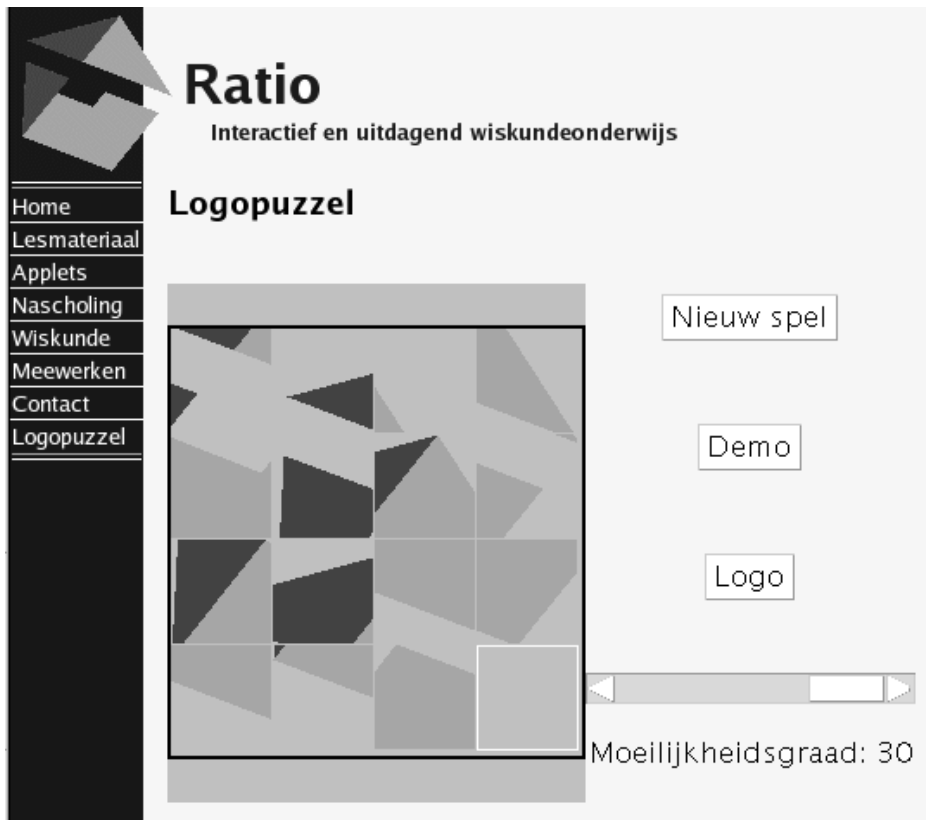 Ratio
Interactief en uitdagend wiskundeonderwijs
Home
Lesmateriaal
Applets
Nascholing
Wiskunde
Meewerken
Contact
Logopuzzel
Logopuzzel
Nieuw spel
Demo
Logo
Moeilijkheidsgraad: 30